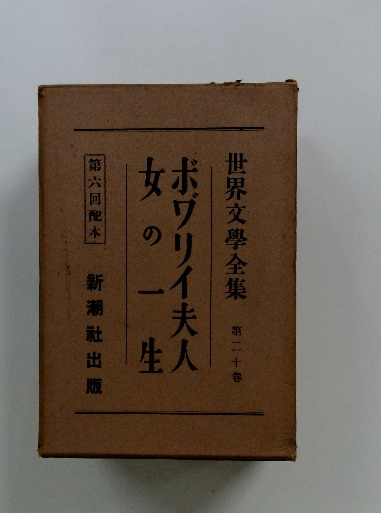 世界文學全集 第二十卷
ボワ゛リイ夫人
女の一生
第六回配本
新潮社出版